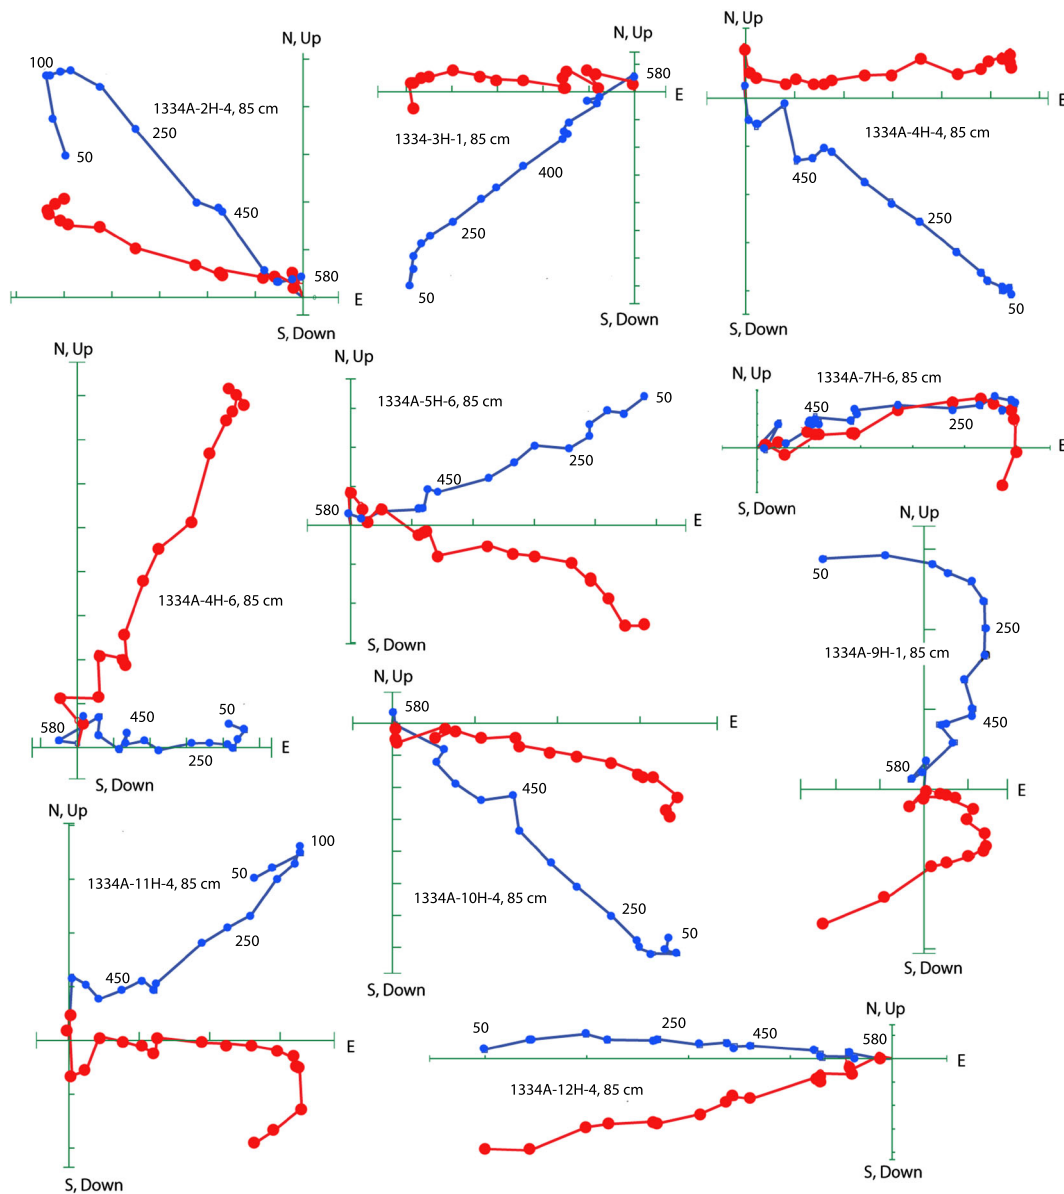 N, Up
100
1334A-2H-4, 85 cm
250
50
450
580
E
S, Down
N, Up
580
E
1334-3H-1, 85 cm
400
250
50
S, Down
N, Up
E
1334A-4H-4, 85 cm
450
250
50
S, Down
N, Up
1334A-4H-6, 85 cm
580
450
50
250
E
S, Down
N, Up
1334A-5H-6, 85 cm
50
250
450
580
E
S, Down
N, Up
1334A-7H-6, 85 cm
450
250
E
S, Down
N, Up
50
250
1334A-9H-1, 85 cm
450
580
E
S, Down
N, Up
580
E
450
1334A-10H-4, 85 cm
250
50
S, Down
N, Up
100
50
1334A-11H-4, 85 cm
250
450
E
S, Down
N, Up
50
250
450
580
E
1334A-12H-4, 85 cm
S, Down